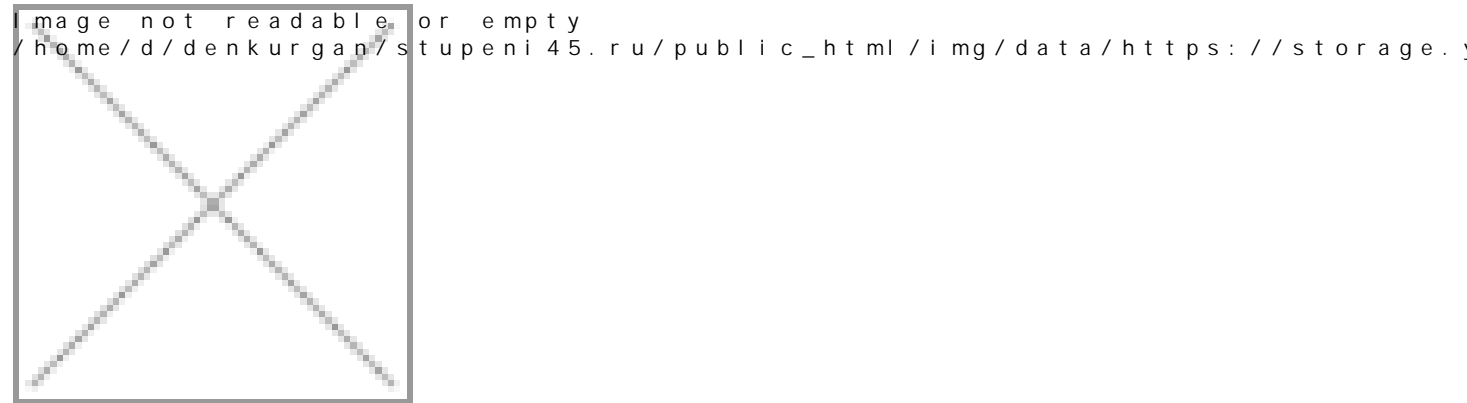 Image not readable or empty
/home/d/denkurgan/stupeni45.ru/public_html/img/data/https://storage.